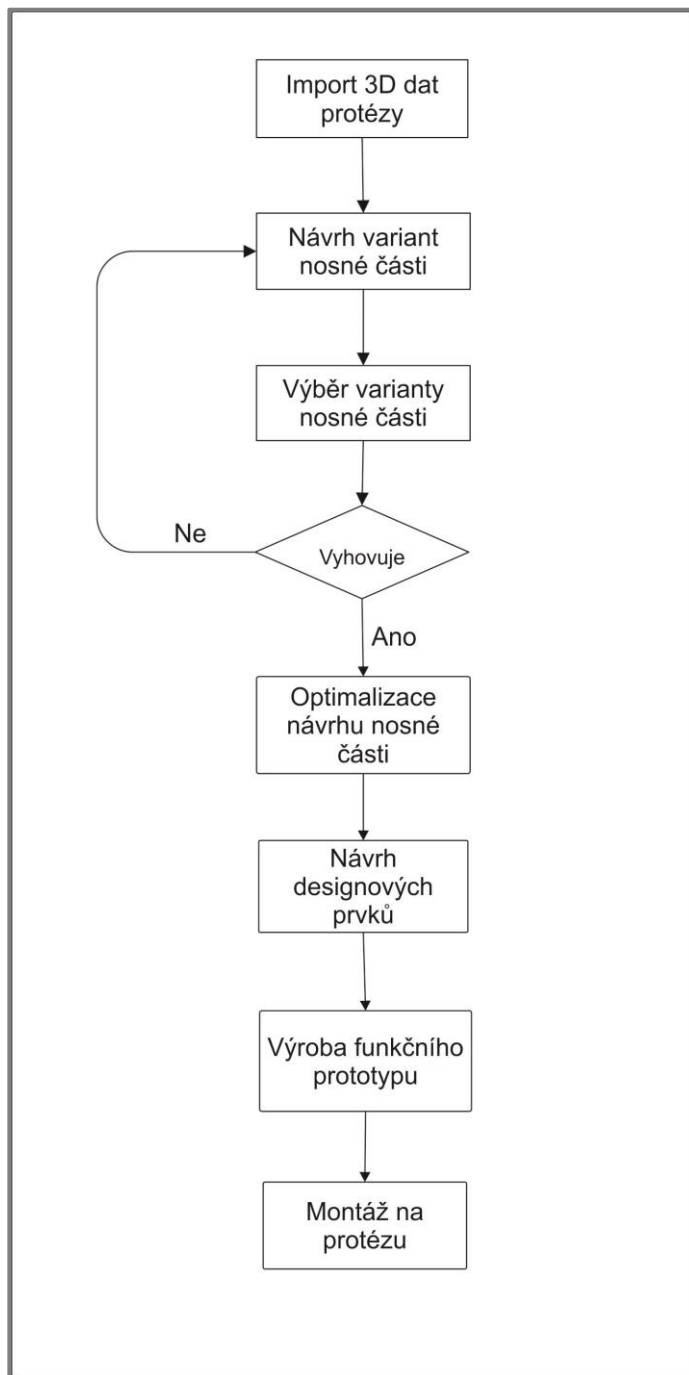 Import 3D dat
protézy
Návrh variant
nosné části
Výběr varianty
nosné části
Ne
Vyhovuje
Ano
Optimalizace
návrhu nosné
části
Návrh
designových
prvků
Výroba funkčního
prototypu
Montáž na
protézu